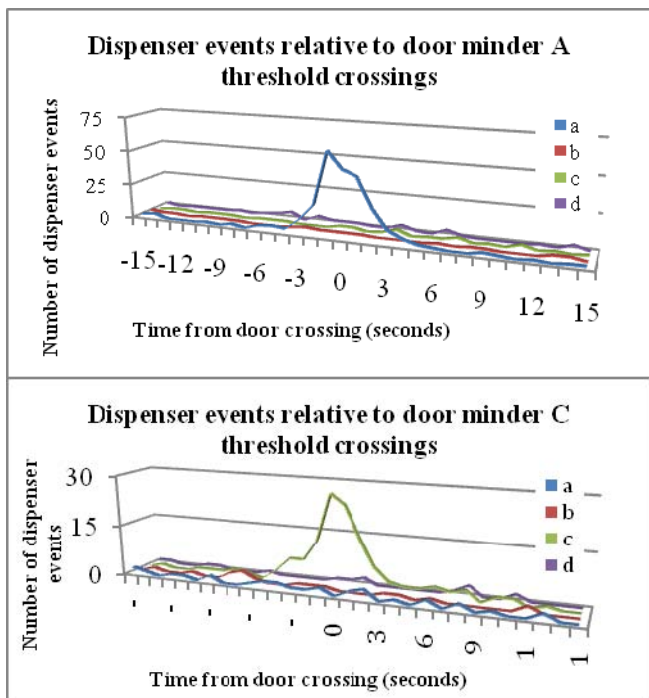 Dispenser events relative to door minder A
threshold crossings
Number of dispenser events
75
50
25
0
a
b
c
d
-15 -12 -9 -6 -3 0 3 6 9 12 15
Time from door crossing (seconds)
Dispenser events relative to door minder C
threshold crossings
Number of dispenser
events
30
15
0
a
b
c
d
- - - - - 0 3 6 9 1 1
Time from door crossing (seconds)